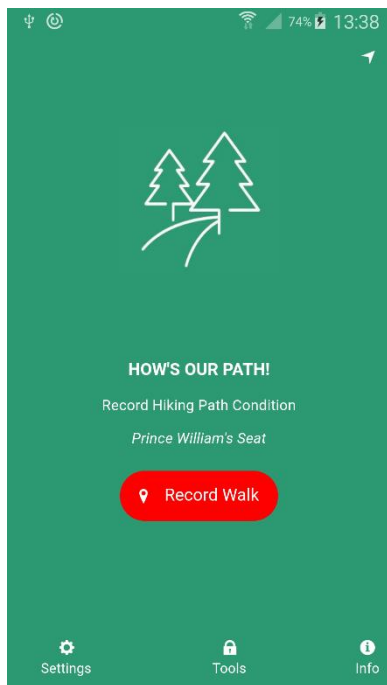 74% 13:38
HOW'S OUR PATH!
Record Hiking Path Condition
Prince William's Seat
Record Walk
Settings Tools Info